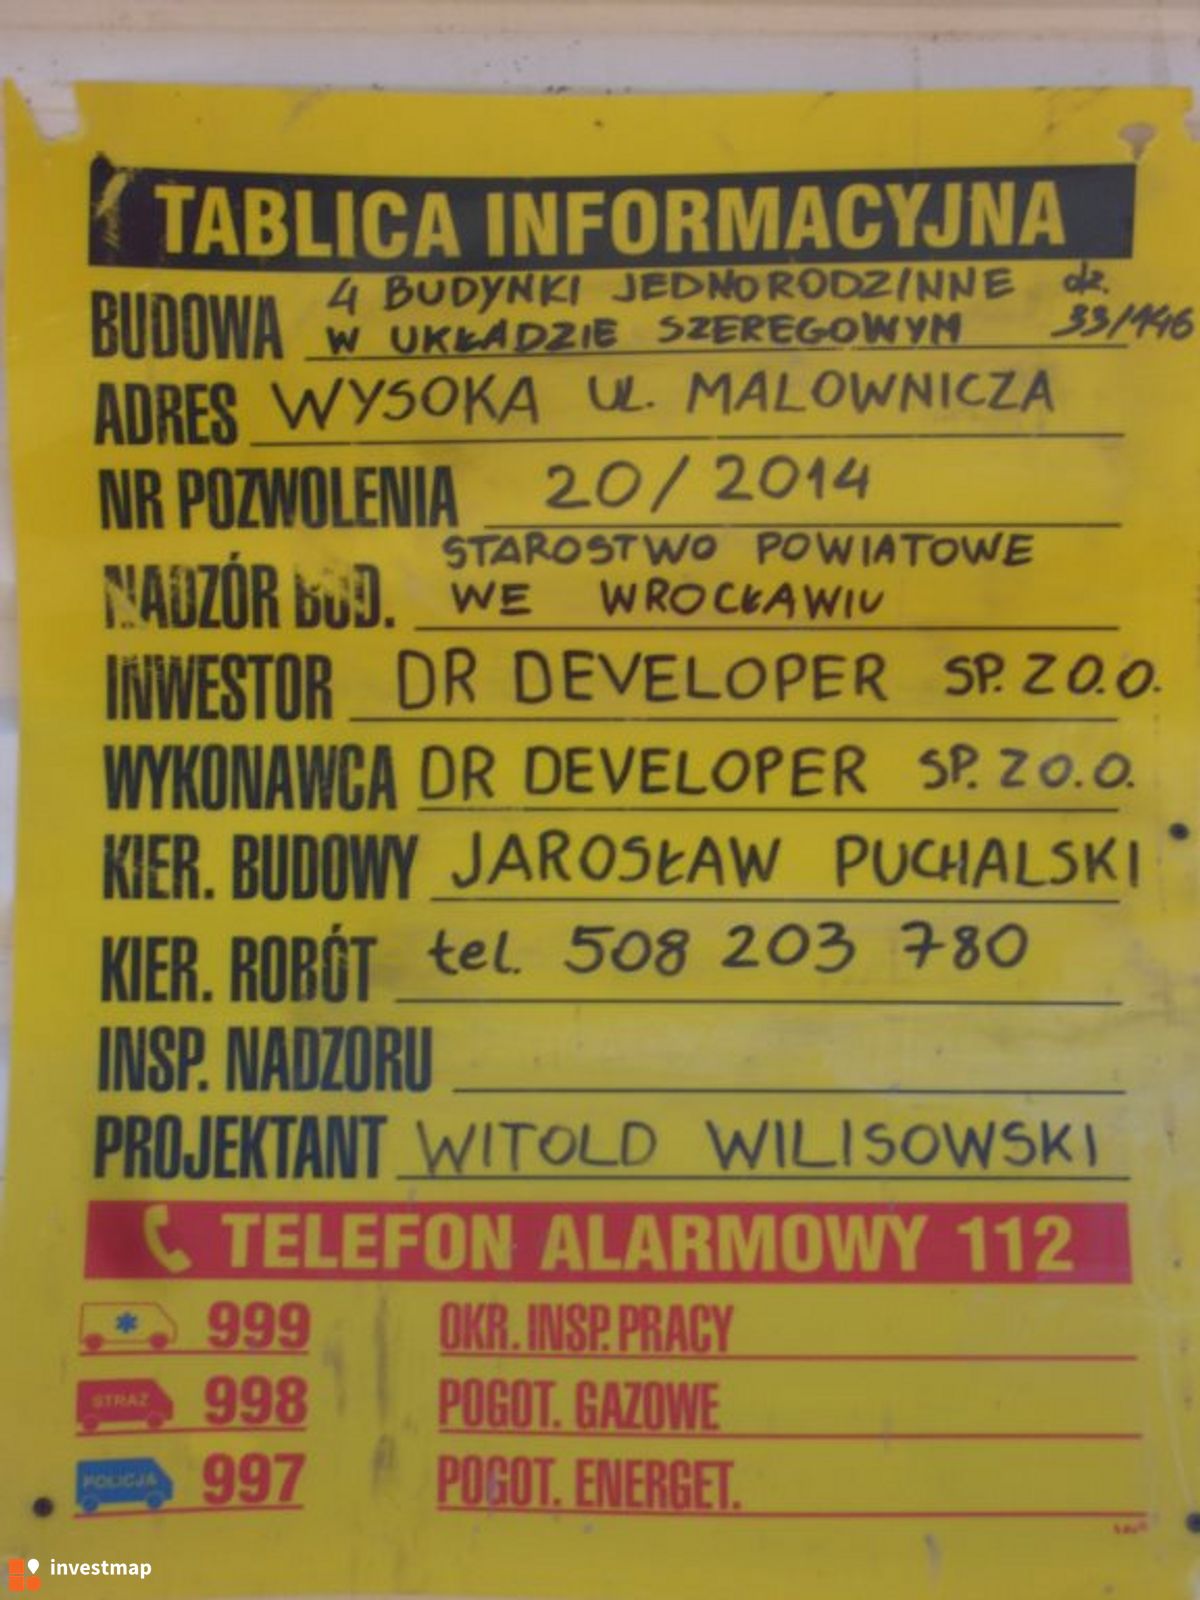 TABLICA INFORMACYJNA
BUDOWA 4 BUDYNKI JEDNORODZINNE dz.
W UKŁADZIE SZEREGOWYM 33/146
ADRES WYSOKA UL. MALOWNICZA
NR POZWOLENIA 20/2014
STAROSTWO POWIATOWE
NADZÓR BUD. WE WROCŁAWIU
INWESTOR DR DEVELOPER SP. Z O.O.
WYKONAWCA DR DEVELOPER SP. Z O.O.
KIER. BUDOWY JAROSŁAW PUCHALSKI
KIER. ROBÓT tel. 508 203 780
INSP. NADZORU
PROJEKTANT WITOLD WILISOWSKI
TELEFON ALARMOWY 112
999 OKR. INSP. PRACY
STRAŻ 998 POGOT. GAZOWE
POLICJA 997 POGOT. ENERGET.
investmap